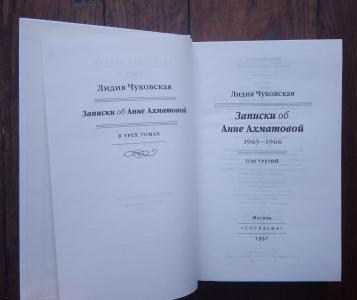 Лидия Чуковская
Записки об Анне Ахматовой
В ТРЕХ ТОМАХ
Лидия Чуковская
Записки об
Анне Ахматовой
1963—1966
ТОМ ТРЕТИЙ
Москва
«СОГЛАСИЕ»
1997